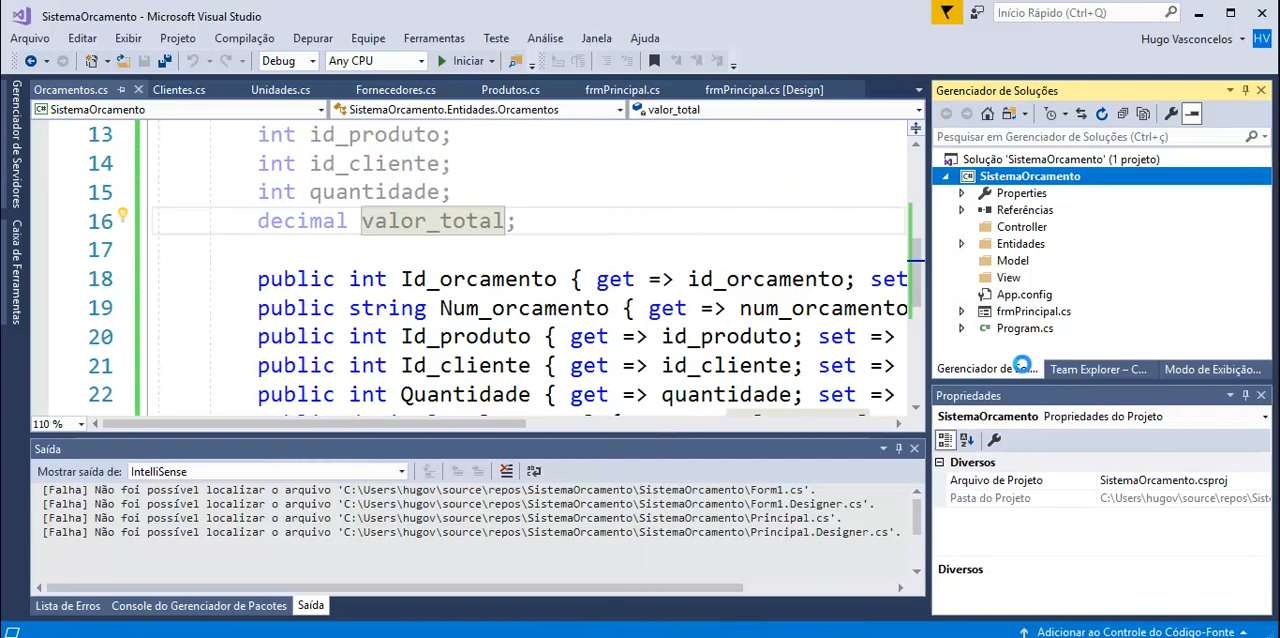 SistemaOrcamento - Microsoft Visual Studio
Início Rápido (Ctrl+Q)
Arquivo Editar Exibir Projeto Compilação Depurar Equipe Ferramentas Teste Análise Janela Ajuda
Hugo Vasconcelos HV
Debug Any CPU Iniciar
Orcamentos.cs Clientes.cs Unidades.cs Fornecedores.cs Produtos.cs frmPrincipal.cs frmPrincipal.cs [Design]
SistemaOrcamento SistemaOrcamento.Entidades.Orcamentos valor_total
13 int id_produto;
14 int id_cliente;
15 int quantidade;
16 decimal valor_total;
17
18 public int Id_orcamento { get => id_orcamento; set
19 public string Num_orcamento { get => num_orcamento
20 public int Id_produto { get => id_produto; set =>
21 public int Id_cliente { get => id_cliente; set =>
22 public int Quantidade { get => quantidade; set =>
110 %
Saída
Mostrar saída de: IntelliSense
[Falha] Não foi possível localizar o arquivo 'C:\Users\hugov\source\repos\SistemaOrcamento\SistemaOrcamento\Form1.cs'.
[Falha] Não foi possível localizar o arquivo 'C:\Users\hugov\source\repos\SistemaOrcamento\SistemaOrcamento\Form1.Designer.cs'.
[Falha] Não foi possível localizar o arquivo 'C:\Users\hugov\source\repos\SistemaOrcamento\SistemaOrcamento\Principal.cs'.
[Falha] Não foi possível localizar o arquivo 'C:\Users\hugov\source\repos\SistemaOrcamento\SistemaOrcamento\Principal.Designer.cs'.
Lista de Erros Console do Gerenciador de Pacotes Saída
Gerenciador de Servidores
Caixa de Ferramentas
Gerenciador de Soluções
Pesquisar em Gerenciador de Soluções (Ctrl+ç)
Solução 'SistemaOrcamento' (1 projeto)
C# SistemaOrcamento
Properties
Referências
Controller
Entidades
Model
View
App.config
frmPrincipal.cs
C# Program.cs
Gerenciador de Team Explorer – C... Modo de Exibição...
Propriedades
SistemaOrcamento Propriedades do Projeto
Diversos
Arquivo de Projeto SistemaOrcamento.csproj
Pasta do Projeto C:\Users\hugov\source\repos\Siste
Diversos
Adicionar ao Controle do Código-Fonte